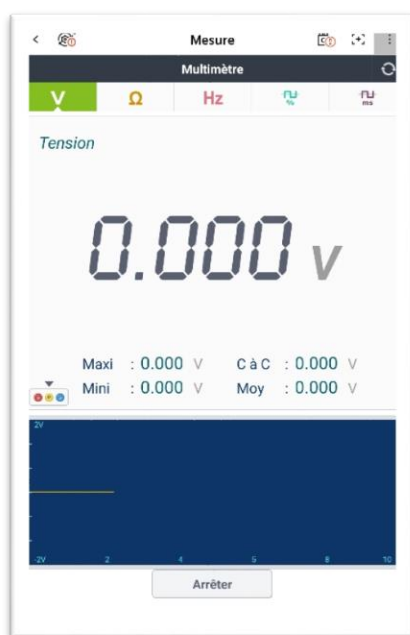 Mesure
Multimètre
V Ω Hz % ms
Tension
0.000 V
Maxi : 0.000 V C à C : 0.000 V
Mini : 0.000 V Moy : 0.000 V
2V
-2V 2 4 5 8 10
Arrêter